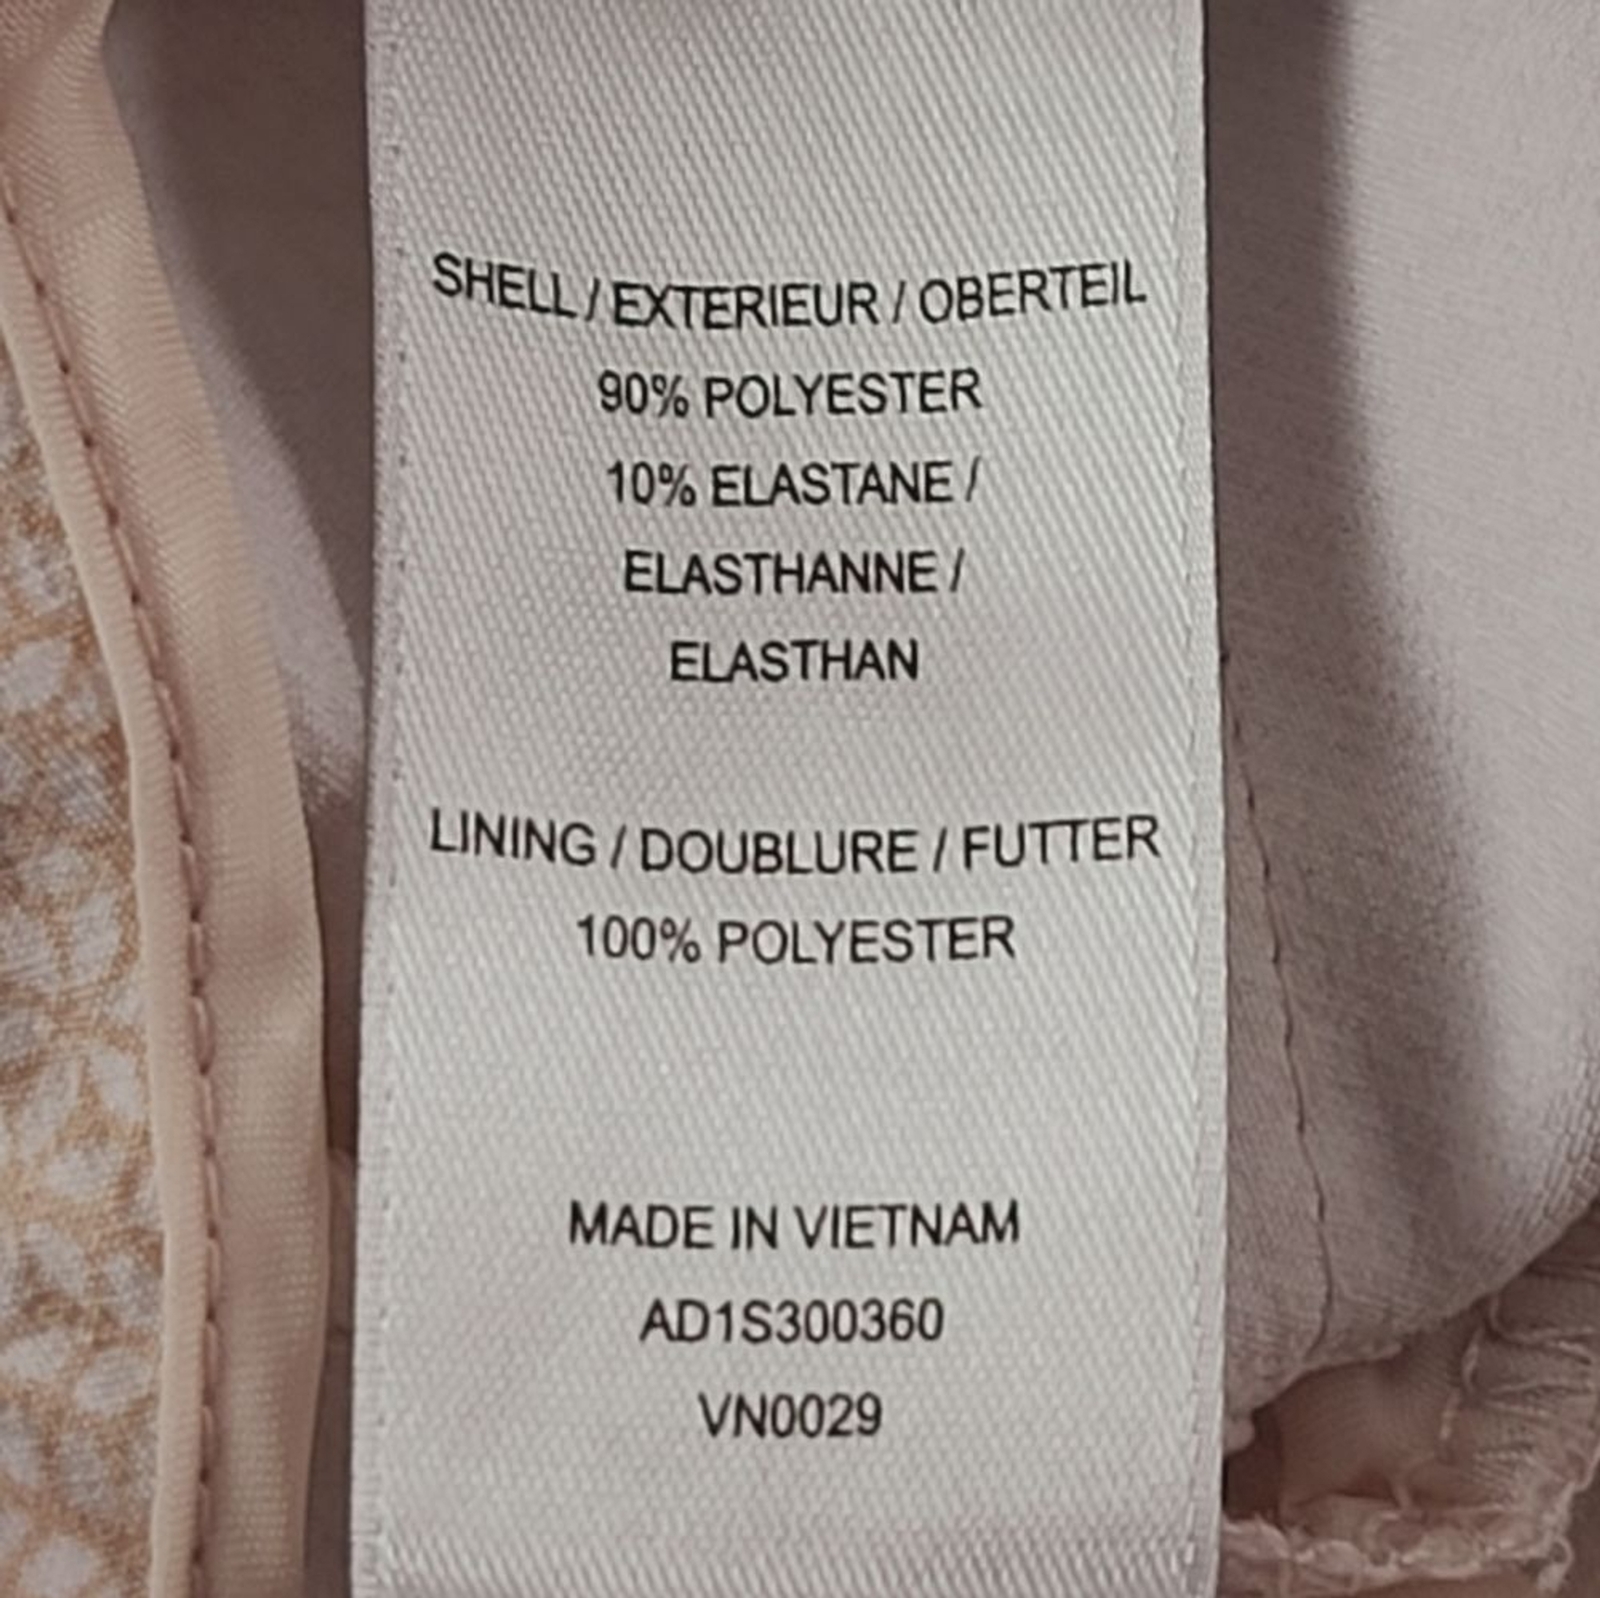 SHELL / EXTERIEUR / OBERTEIL
90% POLYESTER
10% ELASTANE /
ELASTHANNE /
ELASTHAN
LINING / DOUBLURE / FUTTER
100% POLYESTER
MADE IN VIETNAM
AD1S300360
VN0029